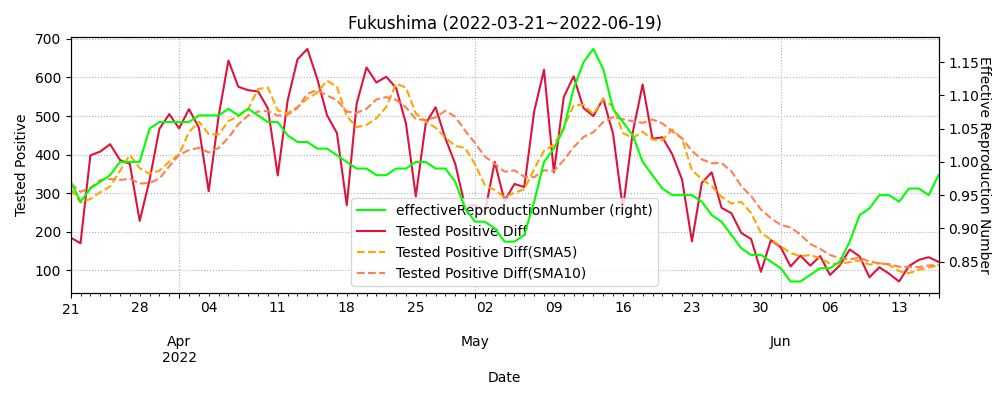 Fukushima (2022-03-21~2022-06-19)
Tested Positive
700
600
500
400
300
200
100
1.15
1.10
1.05
1.00
0.95
0.90
0.85
Effective Reproduction Number
effectiveReproductionNumber (right)
Tested Positive Diff
Tested Positive Diff(SMA5)
Tested Positive Diff(SMA10)
21 28 04 11 18 25 02 09 16 23 30 06 13
Apr May Jun
2022
Date